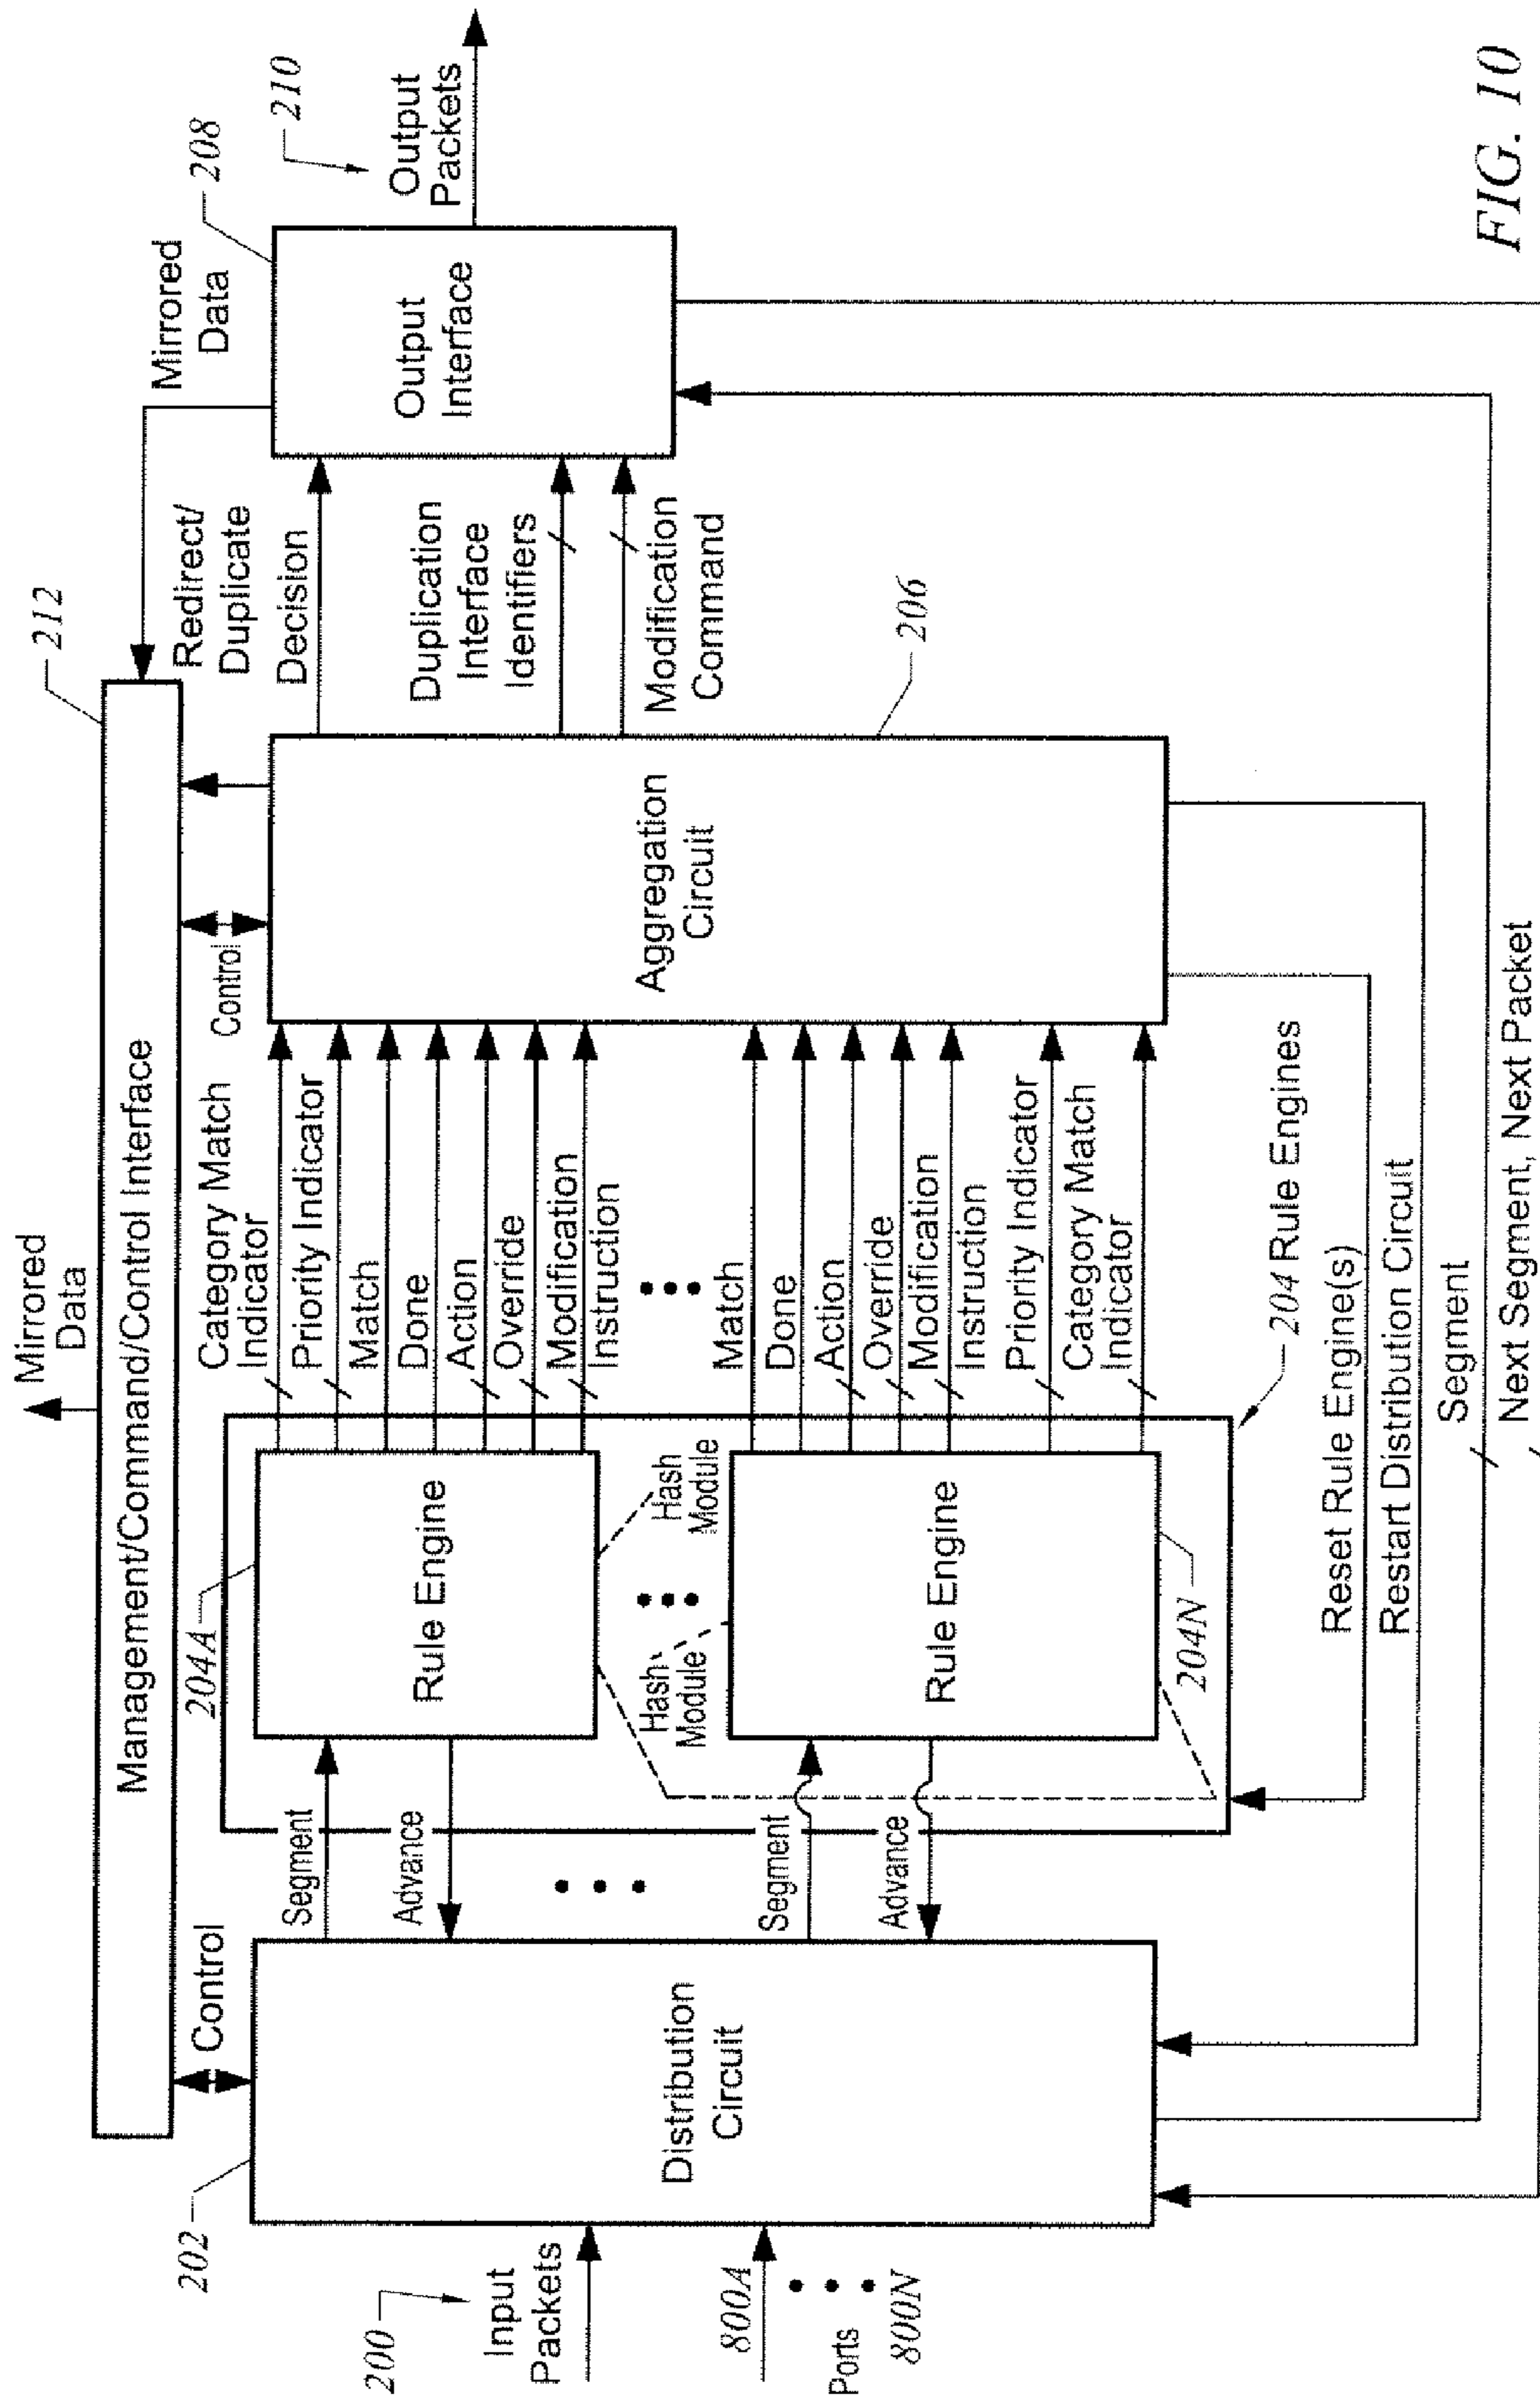 Mirrored
Data
212
Management/Command/Control Interface
Redirect/
Duplicate
Mirrored
Data
208
210
Output
Packets
Control
Control
202
200
Input
Packets
800A
Ports
800N
Distribution
Circuit
Segment
Advance
Segment
Advance
204A
Rule Engine
Hash
Module
Hash
Module
Rule Engine
204N
204 Rule Engines
Category Match
Indicator
Priority Indicator
Match
Done
Action
Override
Modification
Instruction
Match
Done
Action
Override
Modification
Instruction
Priority Indicator
Category Match
Indicator
Aggregation
Circuit
206
Decision
Duplication
Interface
Identifiers
Modification
Command
Output
Interface
Reset Rule Engine(s)
Restart Distribution Circuit
Segment
Next Segment, Next Packet
FIG. 10